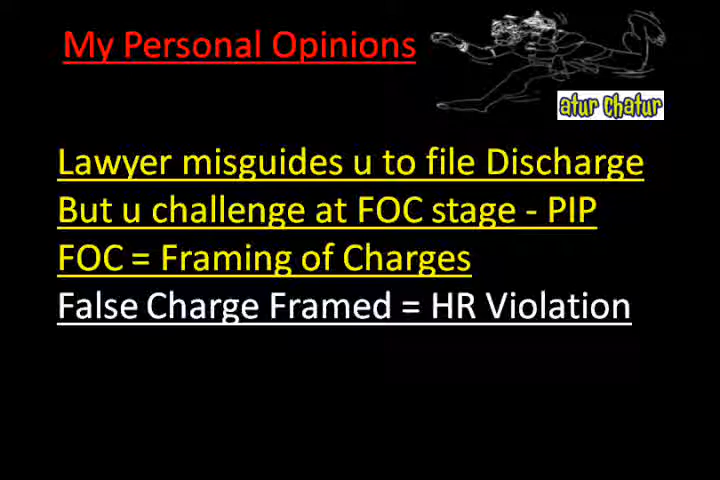 My Personal Opinions
atur chatur
Lawyer misguides u to file Discharge
But u challenge at FOC stage - PIP
FOC = Framing of Charges
False Charge Framed = HR Violation